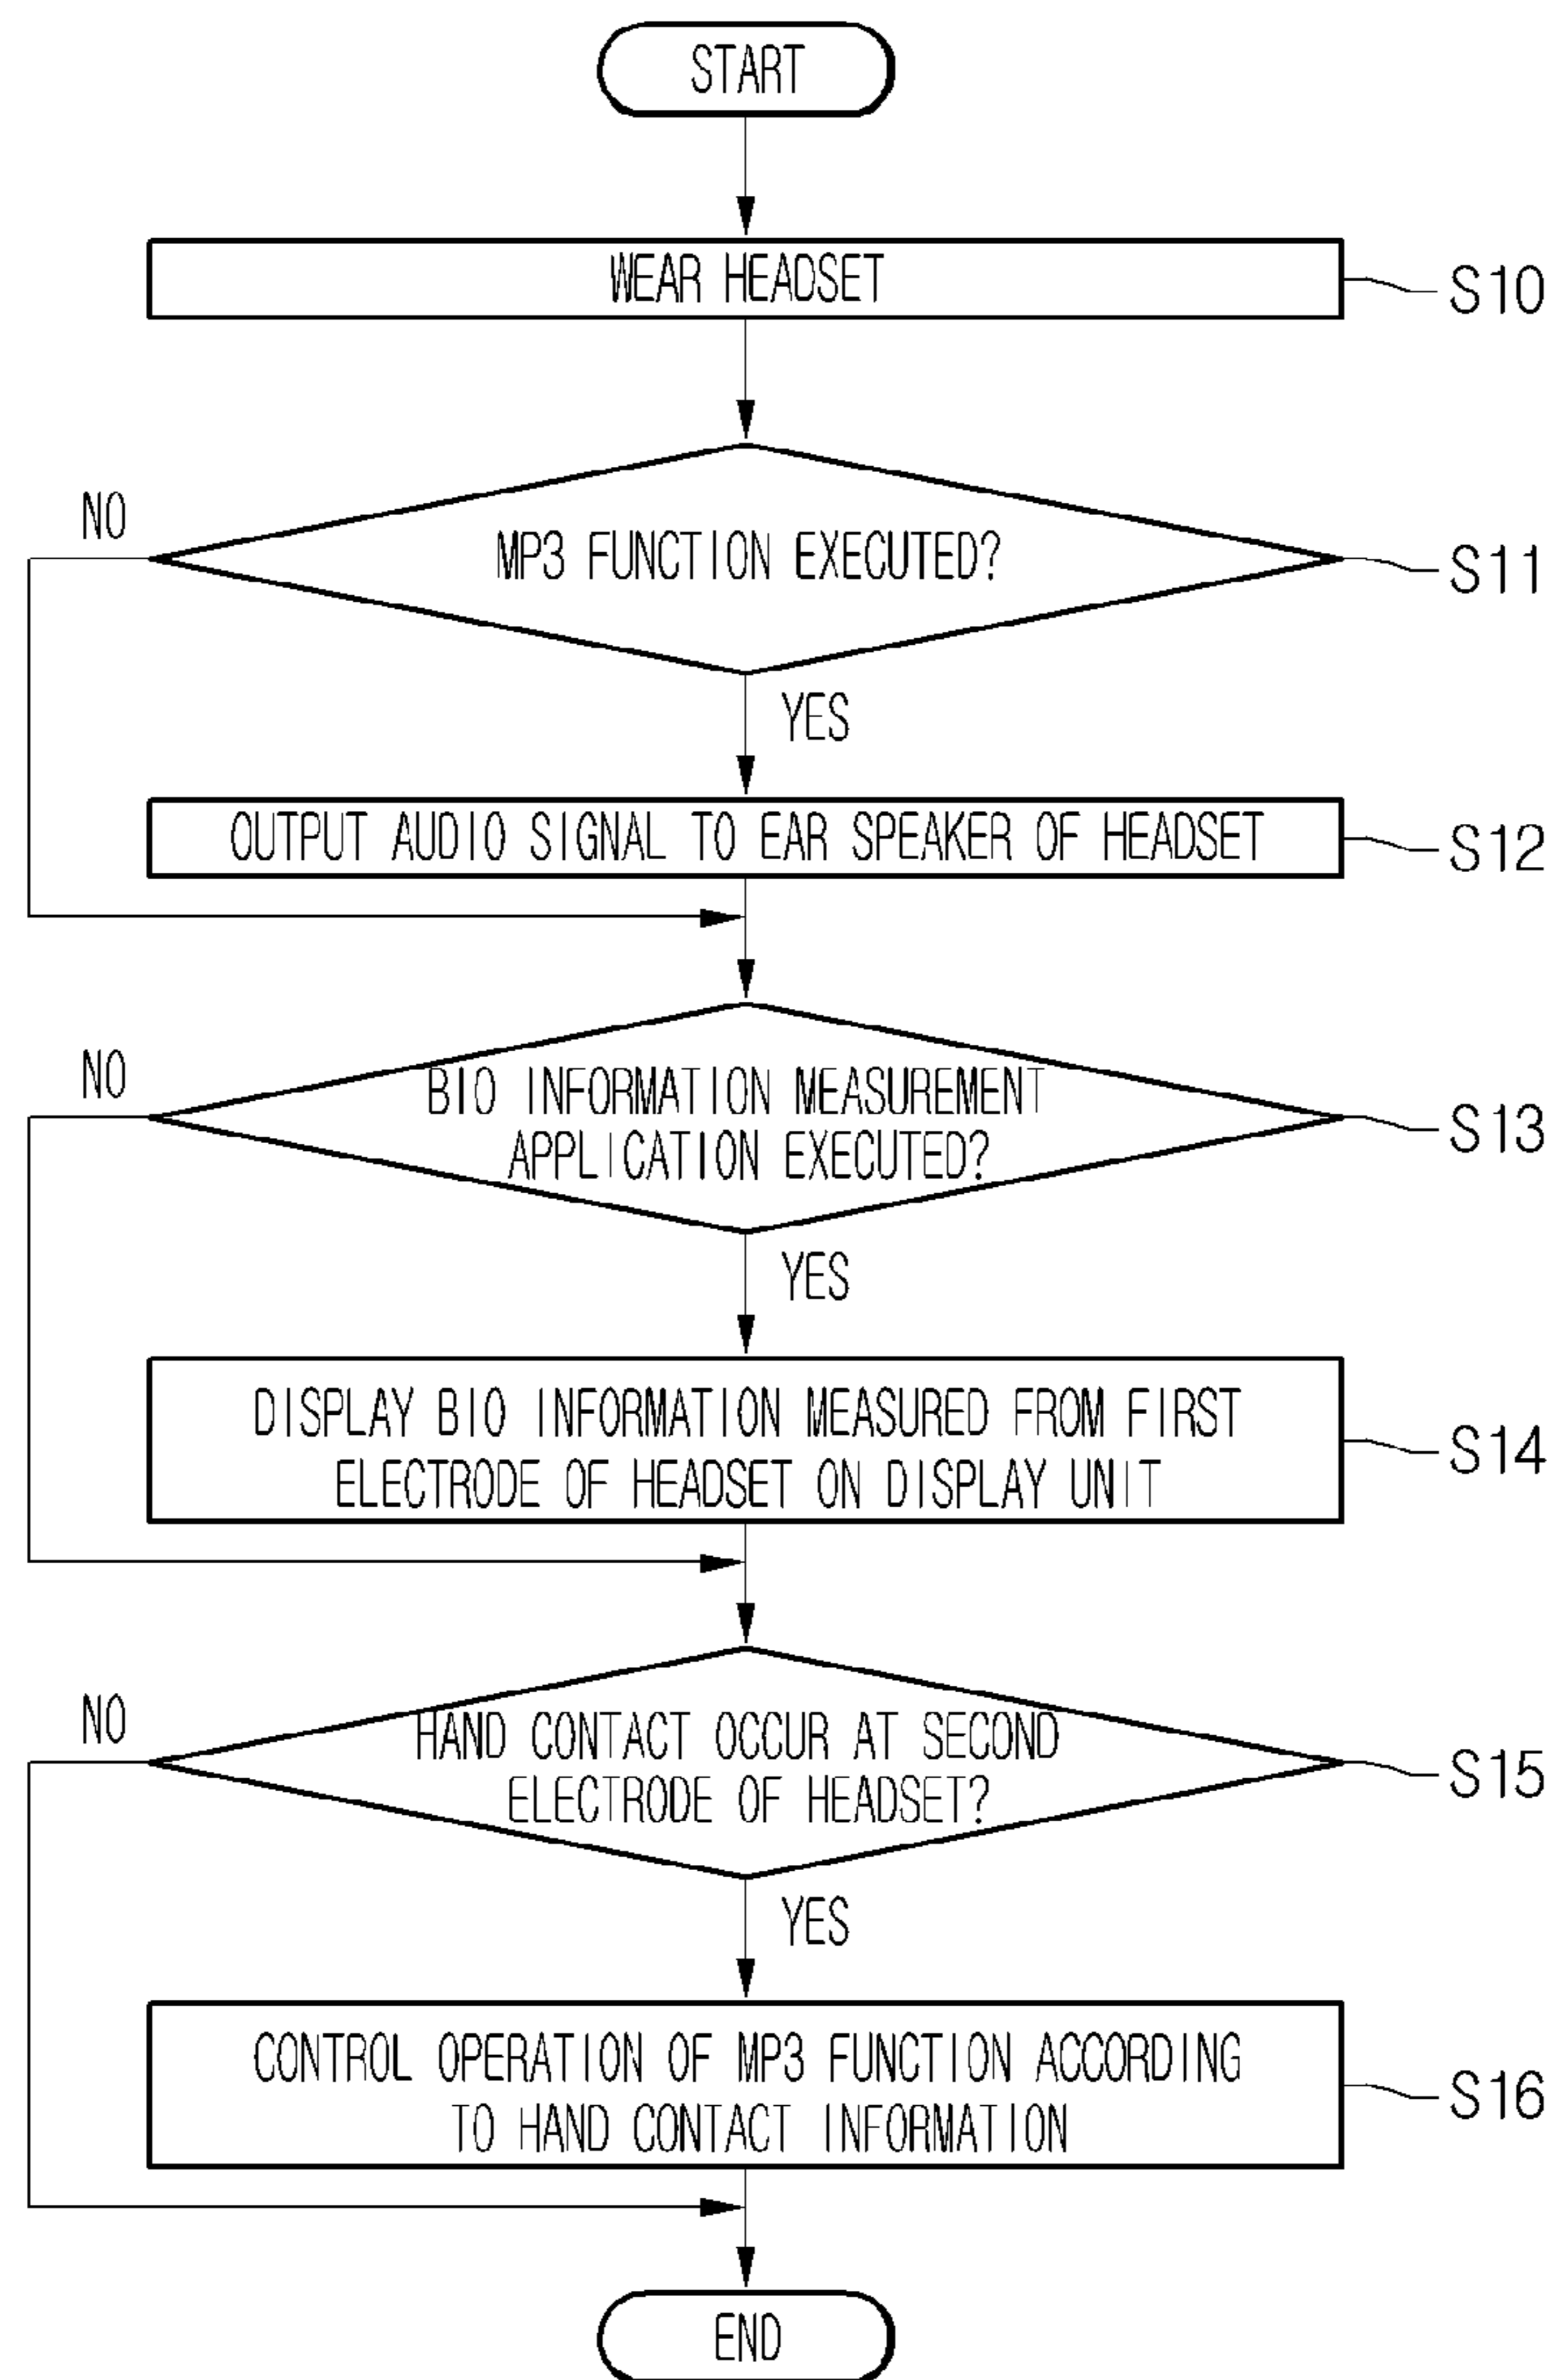 START
WEAR HEADSET
S10
NO
MP3 FUNCTION EXECUTED?
S11
YES
OUTPUT AUDIO SIGNAL TO EAR SPEAKER OF HEADSET
S12
NO
BIO INFORMATION MEASUREMENT
APPLICATION EXECUTED?
S13
YES
DISPLAY BIO INFORMATION MEASURED FROM FIRST
ELECTRODE OF HEADSET ON DISPLAY UNIT
S14
NO
HAND CONTACT OCCUR AT SECOND
ELECTRODE OF HEADSET?
S15
YES
CONTROL OPERATION OF MP3 FUNCTION ACCORDING
TO HAND CONTACT INFORMATION
S16
END